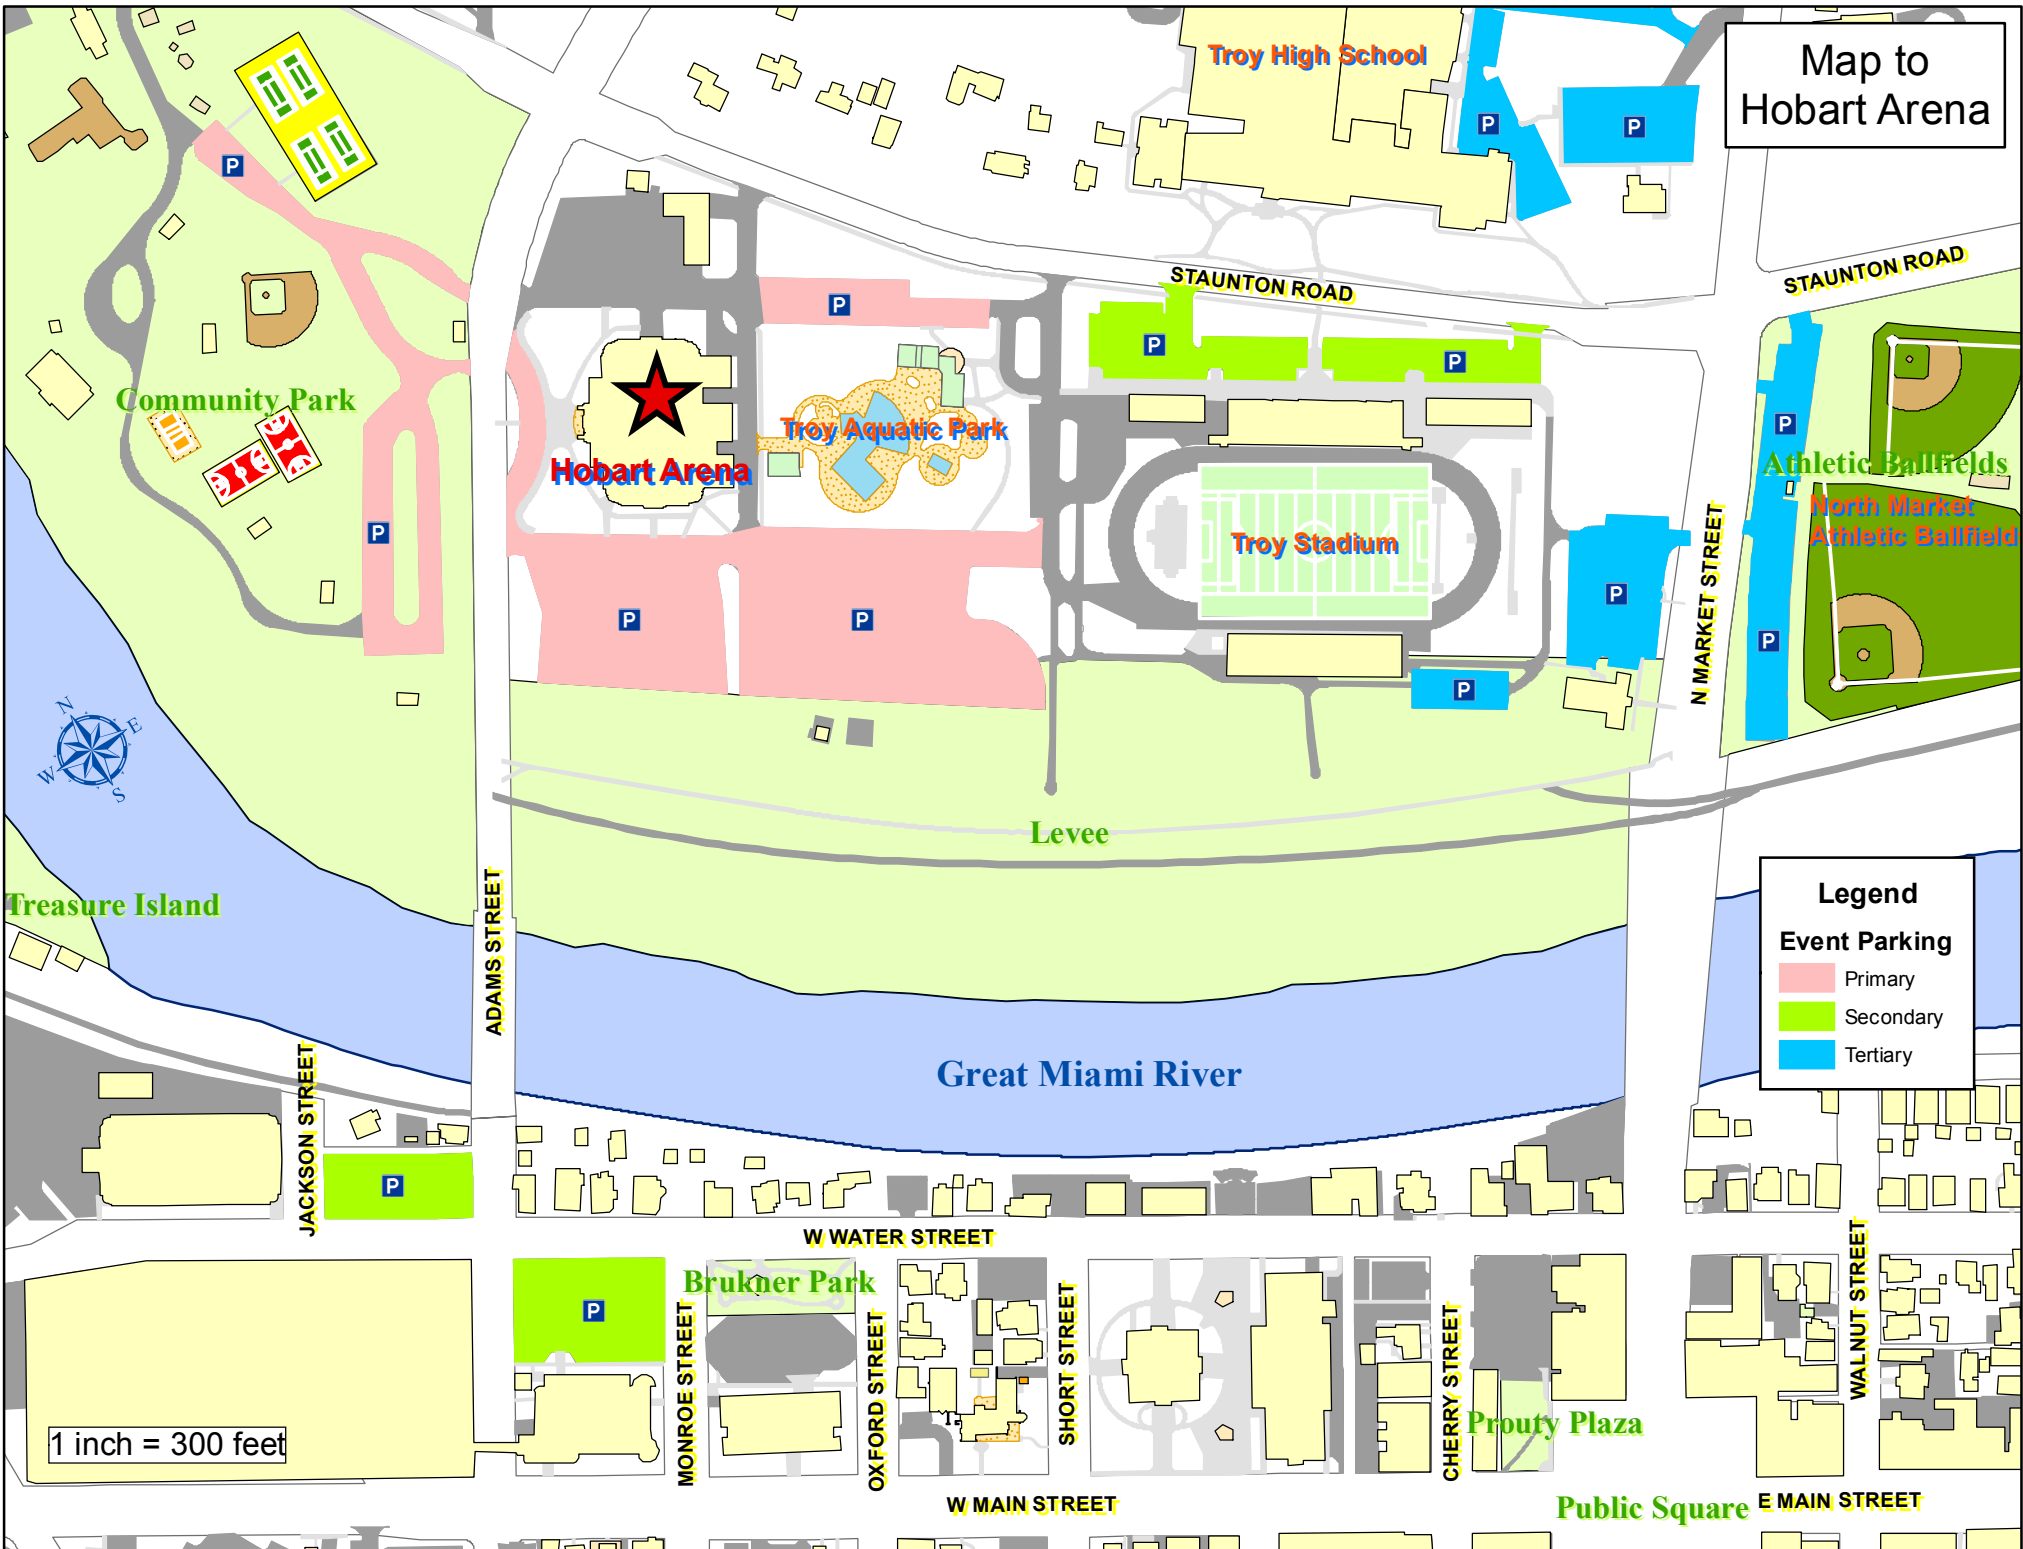 Map to
Hobart Arena
Troy High School
P
P
P
STAUNTON ROAD
STAUNTON ROAD
P
P
P
Community Park
Troy Aquatic Park
P
Hobart Arena
Athletic Ballfields
North Market
Athletic Ballfield
P
Troy Stadium
N MARKET STREET
P
P
P
P
P
N
E
W
S
Levee
Treasure Island
ADAMS STREET
Legend
Event Parking
Primary
Secondary
Tertiary
Great Miami River
JACKSON STREET
P
W WATER STREET
Brukner Park
P
MONROE STREET
OXFORD STREET
SHORT STREET
CHERRY STREET
WALNUT STREET
Prouty Plaza
1 inch = 300 feet
W MAIN STREET
Public Square
E MAIN STREET